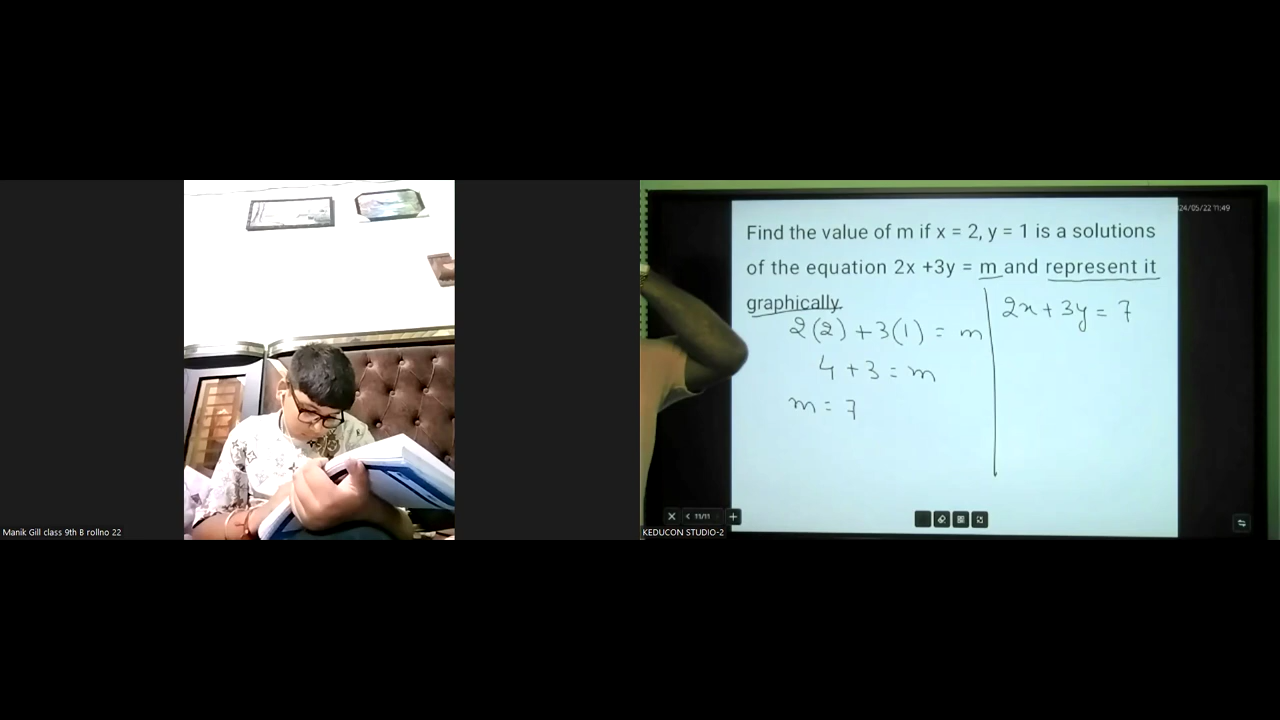 24/05/22 11:49
Find the value of m if x = 2, y = 1 is a solutions
of the equation 2x +3y = m and represent it
graphically.
2(2) + 3(1) = m
4 + 3 = m
m = 7
2x + 3y = 7
11/11
Manik Gill class 9th B rollno 22
KEDUCON STUDIO-2